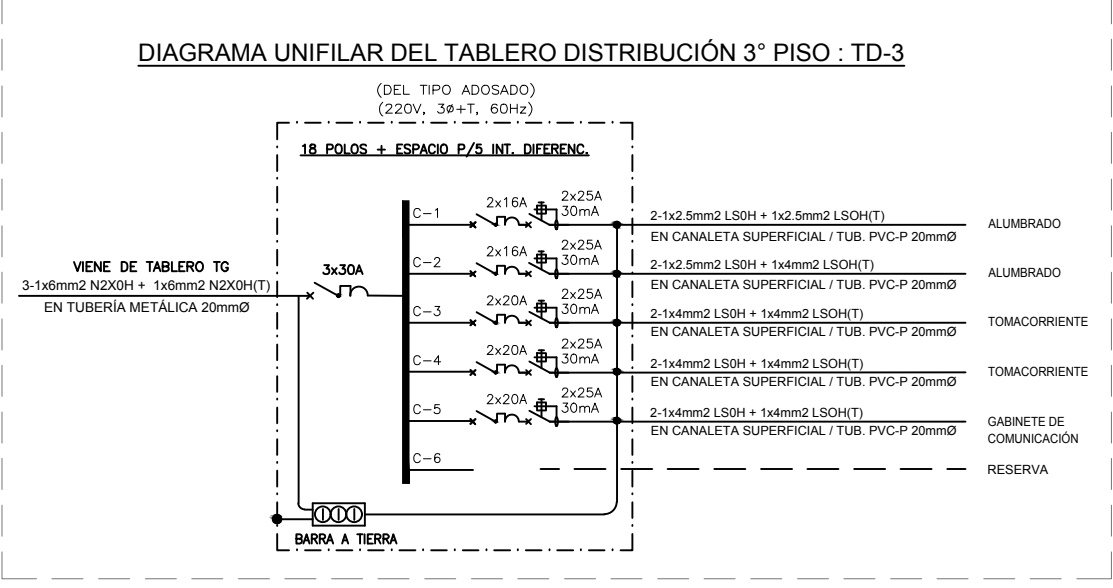 DIAGRAMA UNIFILAR DEL TABLERO DISTRIBUCIÓN 3° PISO : TD-3
(DEL TIPO ADOSADO)
(220V, 3ø+T, 60Hz)
18 POLOS + ESPACIO P/5 INT. DIFERENC.
VIENE DE TABLERO TG
3-1x6mm2 N2X0H + 1x6mm2 N2X0H(T)
EN TUBERÍA METÁLICA 20mmØ
3x30A
C-1
2x16A
2x25A
30mA
2-1x2.5mm2 LS0H + 1x2.5mm2 LSOH(T)
EN CANALETA SUPERFICIAL / TUB. PVC-P 20mmØ
ALUMBRADO
C-2
2x16A
2x25A
30mA
2-1x2.5mm2 LS0H + 1x4mm2 LSOH(T)
EN CANALETA SUPERFICIAL / TUB. PVC-P 20mmØ
ALUMBRADO
C-3
2x20A
2x25A
30mA
2-1x4mm2 LS0H + 1x4mm2 LSOH(T)
EN CANALETA SUPERFICIAL / TUB. PVC-P 20mmØ
TOMACORRIENTE
C-4
2x20A
2x25A
30mA
2-1x4mm2 LS0H + 1x4mm2 LSOH(T)
EN CANALETA SUPERFICIAL / TUB. PVC-P 20mmØ
TOMACORRIENTE
C-5
2x20A
2x25A
30mA
2-1x4mm2 LS0H + 1x4mm2 LSOH(T)
EN CANALETA SUPERFICIAL / TUB. PVC-P 20mmØ
GABINETE DE
COMUNICACIÓN
C-6
RESERVA
BARRA A TIERRA